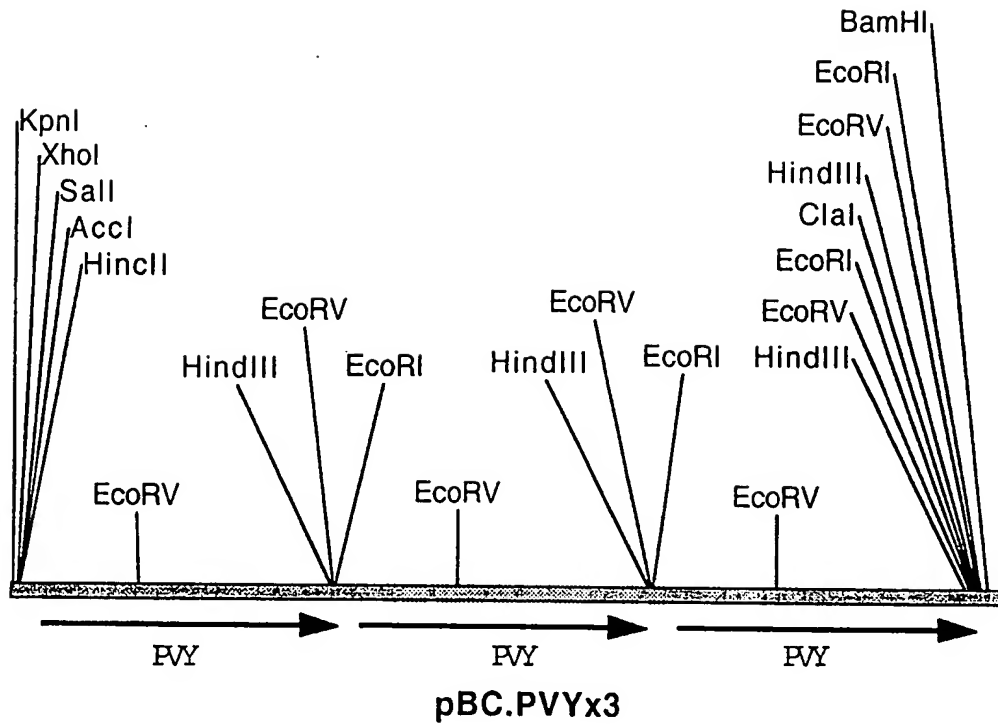 BamHI
EcoRI
KpnI
EcoRV
XhoI
HindIII
SalI
ClaI
AccI
EcoRI
HincII
EcoRV
EcoRV
EcoRV
HindIII
EcoRI
HindIII
EcoRI
HindIII
EcoRV
EcoRV
EcoRV
PVY
PVY
PVY
pBC.PVYx3